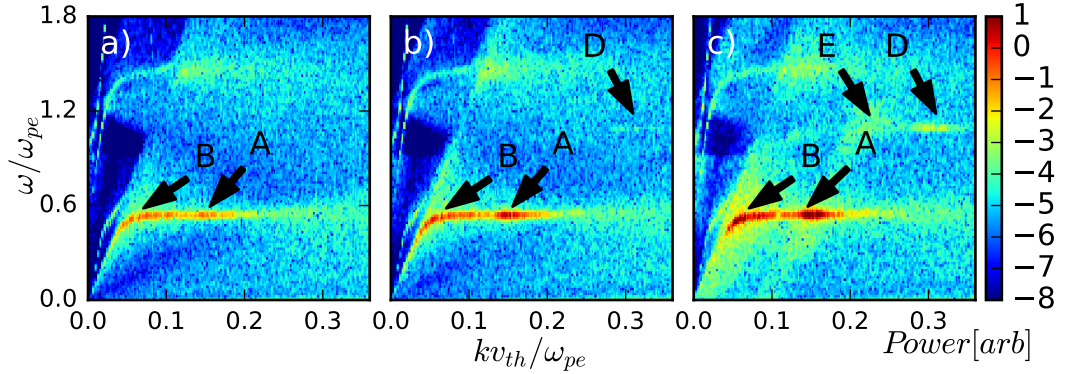 a) b) c)
D E D
B A B A B A
ω/ω_pe
1.8
1.2
0.6
0.0
0.0 0.1 0.2 0.3 0.0 0.1 0.2 0.3 0.0 0.1 0.2 0.3
kv_th/ω_pe
1
0
−1
−2
−3
−4
−5
−6
−7
−8
Power[arb]